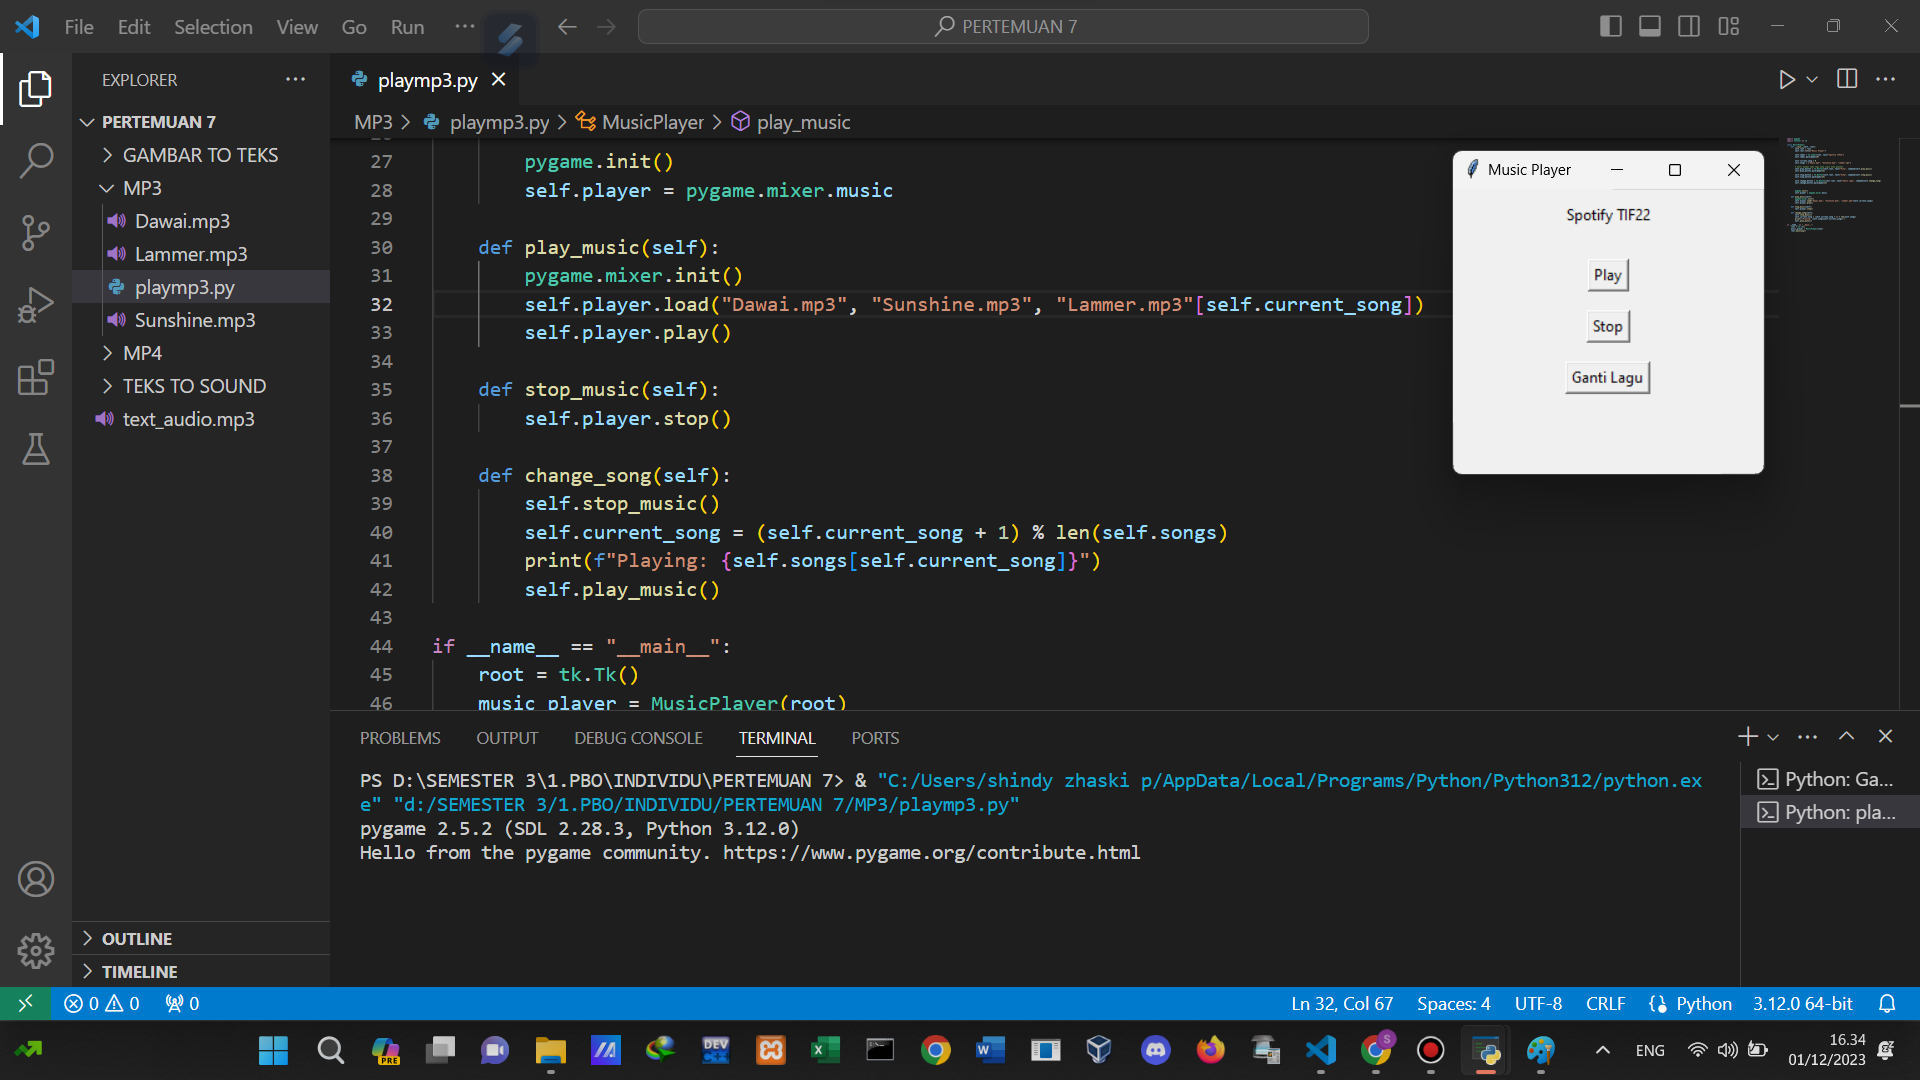 File Edit Selection View Go Run ··· PERTEMUAN 7
EXPLORER ···
PERTEMUAN 7
GAMBAR TO TEKS
MP3
Dawai.mp3
Lammer.mp3
playmp3.py
Sunshine.mp3
MP4
TEKS TO SOUND
text_audio.mp3
OUTLINE
TIMELINE
playmp3.py
MP3 > playmp3.py > MusicPlayer > play_music
27 pygame.init()
28 self.player = pygame.mixer.music
29
30 def play_music(self):
31 pygame.mixer.init()
32 self.player.load("Dawai.mp3", "Sunshine.mp3", "Lammer.mp3"[self.current_song])
33 self.player.play()
34
35 def stop_music(self):
36 self.player.stop()
37
38 def change_song(self):
39 self.stop_music()
40 self.current_song = (self.current_song + 1) % len(self.songs)
41 print(f"Playing: {self.songs[self.current_song]}")
42 self.play_music()
43
44 if __name__ == "__main__":
45 root = tk.Tk()
46 music_player = MusicPlayer(root)
Music Player
Spotify TIF22
Play
Stop
Ganti Lagu
PROBLEMS OUTPUT DEBUG CONSOLE TERMINAL PORTS
PS D:\SEMESTER 3\1.PBO\INDIVIDU\PERTEMUAN 7> & "C:/Users/shindy zhaski p/AppData/Local/Programs/Python/Python312/python.ex
e" "d:/SEMESTER 3/1.PBO/INDIVIDU/PERTEMUAN 7/MP3/playmp3.py"
pygame 2.5.2 (SDL 2.28.3, Python 3.12.0)
Hello from the pygame community. https://www.pygame.org/contribute.html
Python: Ga...
Python: pla...
0 0 0 Ln 32, Col 67 Spaces: 4 UTF-8 CRLF Python 3.12.0 64-bit
PRE DEV C++ S ENG 16.34
01/12/2023